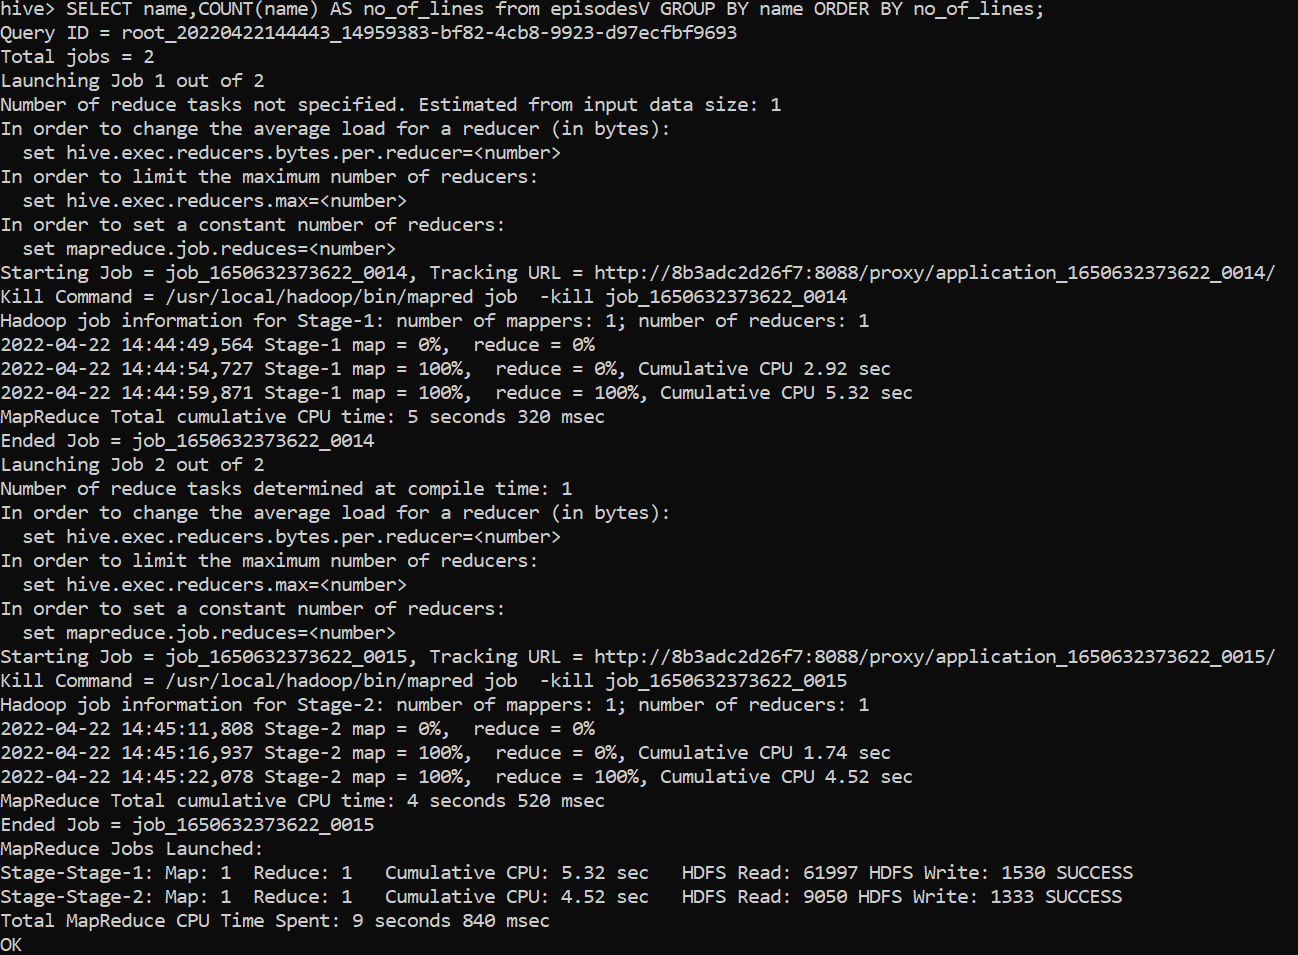 hive> SELECT name,COUNT(name) AS no_of_lines from episodesV GROUP BY name ORDER BY no_of_lines;
Query ID = root_20220422144443_14959383-bf82-4cb8-9923-d97ecfbf9693
Total jobs = 2
Launching Job 1 out of 2
Number of reduce tasks not specified. Estimated from input data size: 1
In order to change the average load for a reducer (in bytes):
  set hive.exec.reducers.bytes.per.reducer=<number>
In order to limit the maximum number of reducers:
  set hive.exec.reducers.max=<number>
In order to set a constant number of reducers:
  set mapreduce.job.reduces=<number>
Starting Job = job_1650632373622_0014, Tracking URL = http://8b3adc2d26f7:8088/proxy/application_1650632373622_0014/
Kill Command = /usr/local/hadoop/bin/mapred job  -kill job_1650632373622_0014
Hadoop job information for Stage-1: number of mappers: 1; number of reducers: 1
2022-04-22 14:44:49,564 Stage-1 map = 0%,  reduce = 0%
2022-04-22 14:44:54,727 Stage-1 map = 100%,  reduce = 0%, Cumulative CPU 2.92 sec
2022-04-22 14:44:59,871 Stage-1 map = 100%,  reduce = 100%, Cumulative CPU 5.32 sec
MapReduce Total cumulative CPU time: 5 seconds 320 msec
Ended Job = job_1650632373622_0014
Launching Job 2 out of 2
Number of reduce tasks determined at compile time: 1
In order to change the average load for a reducer (in bytes):
  set hive.exec.reducers.bytes.per.reducer=<number>
In order to limit the maximum number of reducers:
  set hive.exec.reducers.max=<number>
In order to set a constant number of reducers:
  set mapreduce.job.reduces=<number>
Starting Job = job_1650632373622_0015, Tracking URL = http://8b3adc2d26f7:8088/proxy/application_1650632373622_0015/
Kill Command = /usr/local/hadoop/bin/mapred job  -kill job_1650632373622_0015
Hadoop job information for Stage-2: number of mappers: 1; number of reducers: 1
2022-04-22 14:45:11,808 Stage-2 map = 0%,  reduce = 0%
2022-04-22 14:45:16,937 Stage-2 map = 100%,  reduce = 0%, Cumulative CPU 1.74 sec
2022-04-22 14:45:22,078 Stage-2 map = 100%,  reduce = 100%, Cumulative CPU 4.52 sec
MapReduce Total cumulative CPU time: 4 seconds 520 msec
Ended Job = job_1650632373622_0015
MapReduce Jobs Launched:
Stage-Stage-1: Map: 1  Reduce: 1   Cumulative CPU: 5.32 sec   HDFS Read: 61997 HDFS Write: 1530 SUCCESS
Stage-Stage-2: Map: 1  Reduce: 1   Cumulative CPU: 4.52 sec   HDFS Read: 9050 HDFS Write: 1333 SUCCESS
Total MapReduce CPU Time Spent: 9 seconds 840 msec
OK